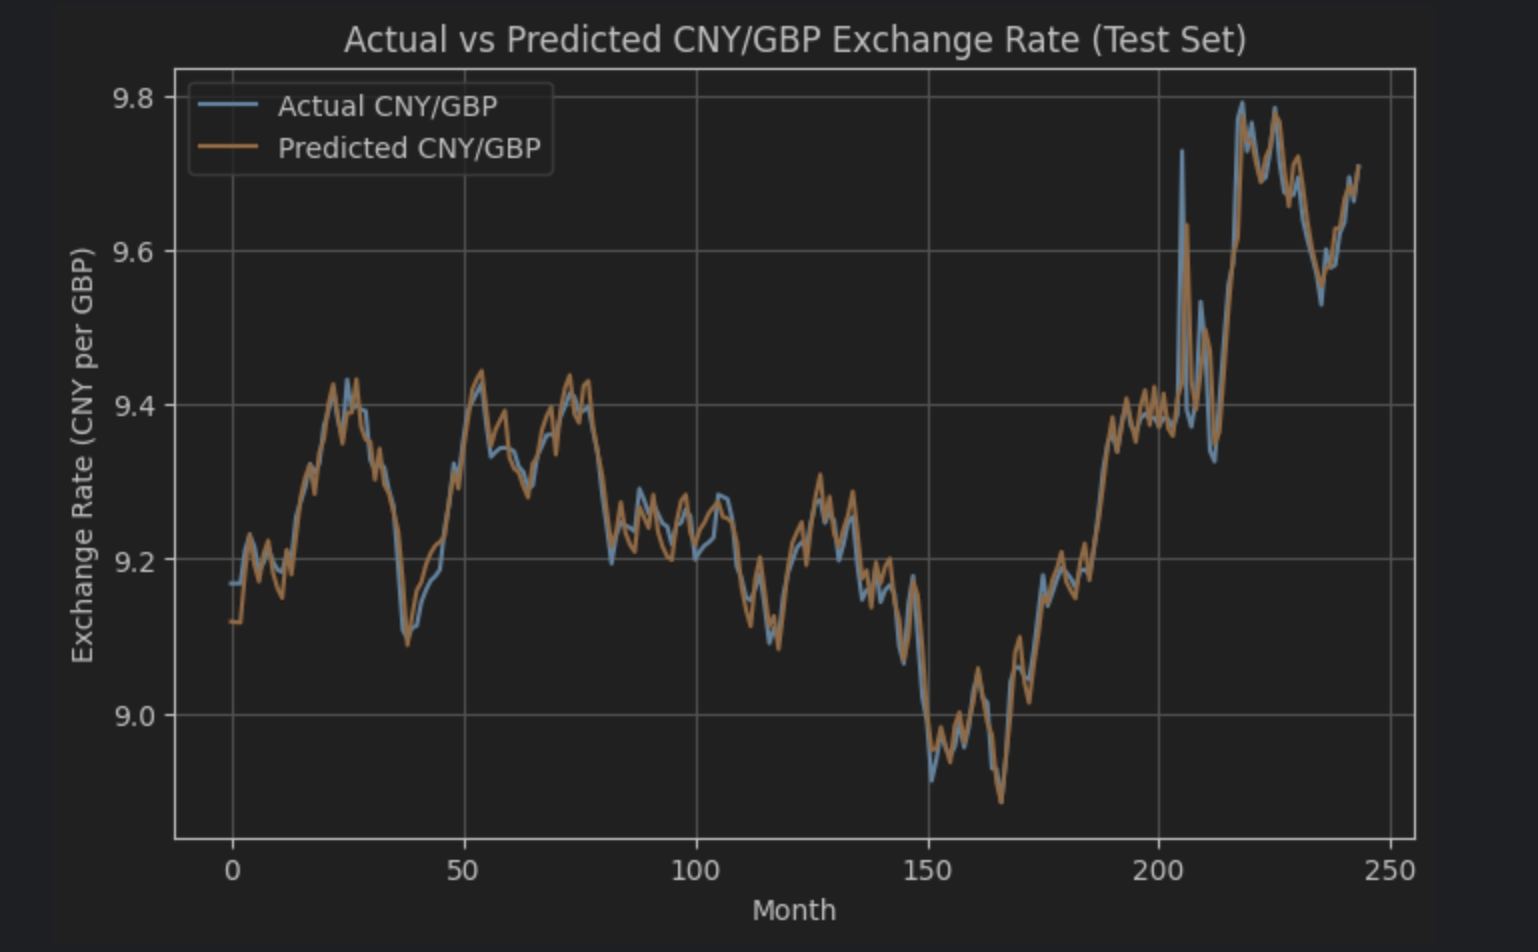 Actual vs Predicted CNY/GBP Exchange Rate (Test Set)
Actual CNY/GBP
Predicted CNY/GBP
Exchange Rate (CNY per GBP)
9.8
9.6
9.4
9.2
9.0
0 50 100 150 200 250
Month